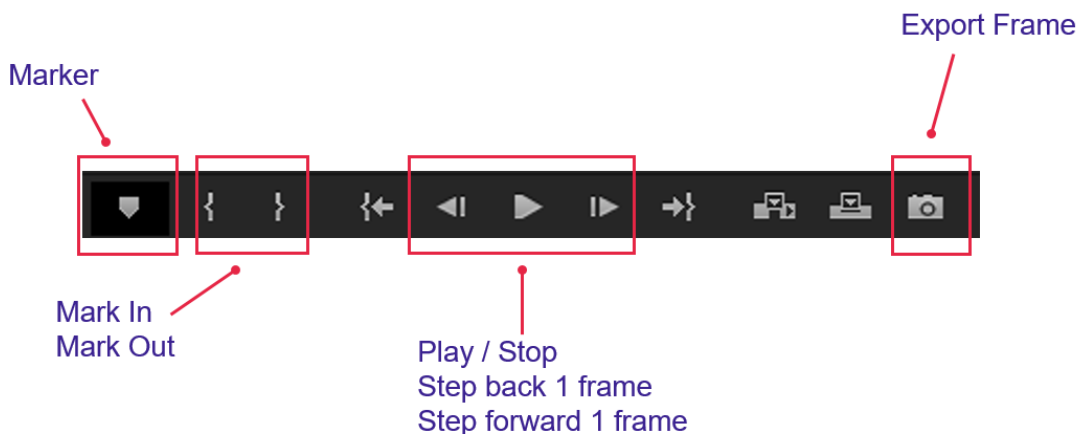 Export Frame
Marker
Mark In
Mark Out
Play / Stop
Step back 1 frame
Step forward 1 frame